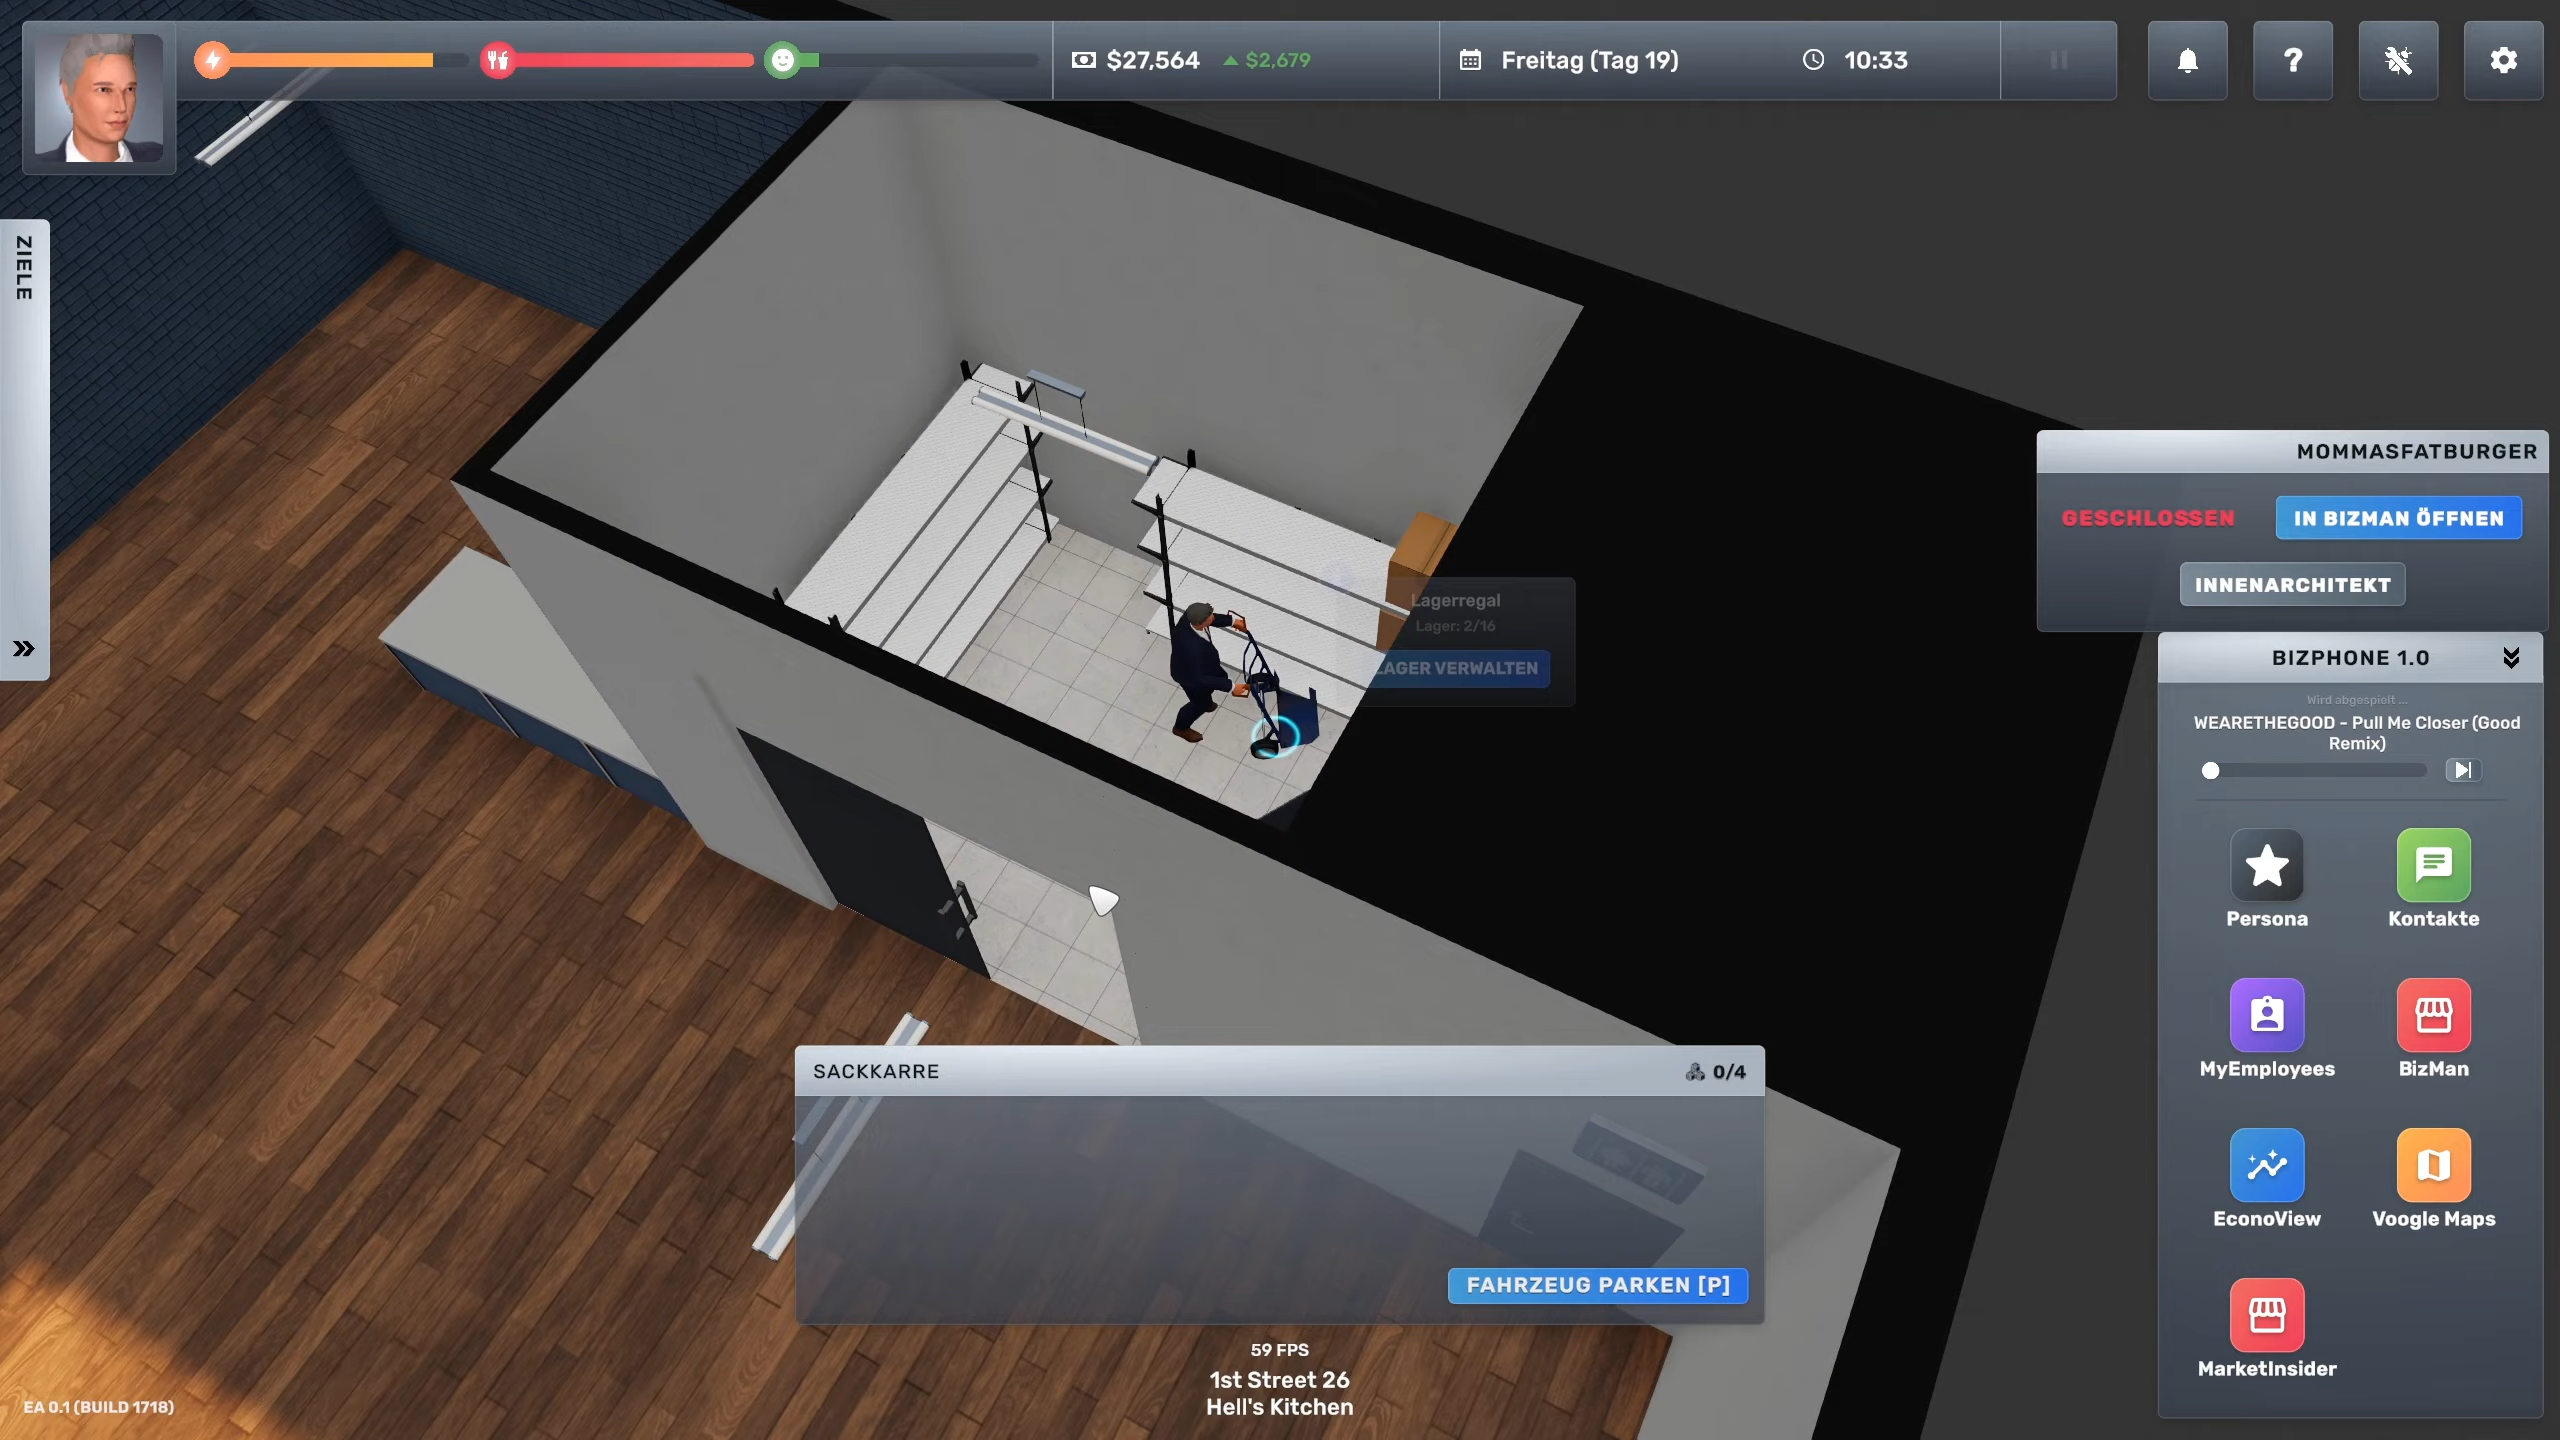 $27,564
$2,679
Freitag (Tag 19)
10:33
?
ZIELE
MOMMASFATBURGER
GESCHLOSSEN
IN BIZMAN ÖFFNEN
INNENARCHITEKT
Lagerregal
Lager: 2/16
LAGER VERWALTEN
BIZPHONE 1.0
Wird abgespielt ...
WEARETHEGOOD - Pull Me Closer (Good
Remix)
Persona
Kontakte
MyEmployees
BizMan
EconoView
Voogle Maps
MarketInsider
SACKKARRE
0/4
FAHRZEUG PARKEN [P]
59 FPS
1st Street 26
Hell's Kitchen
EA 0.1 (BUILD 1718)